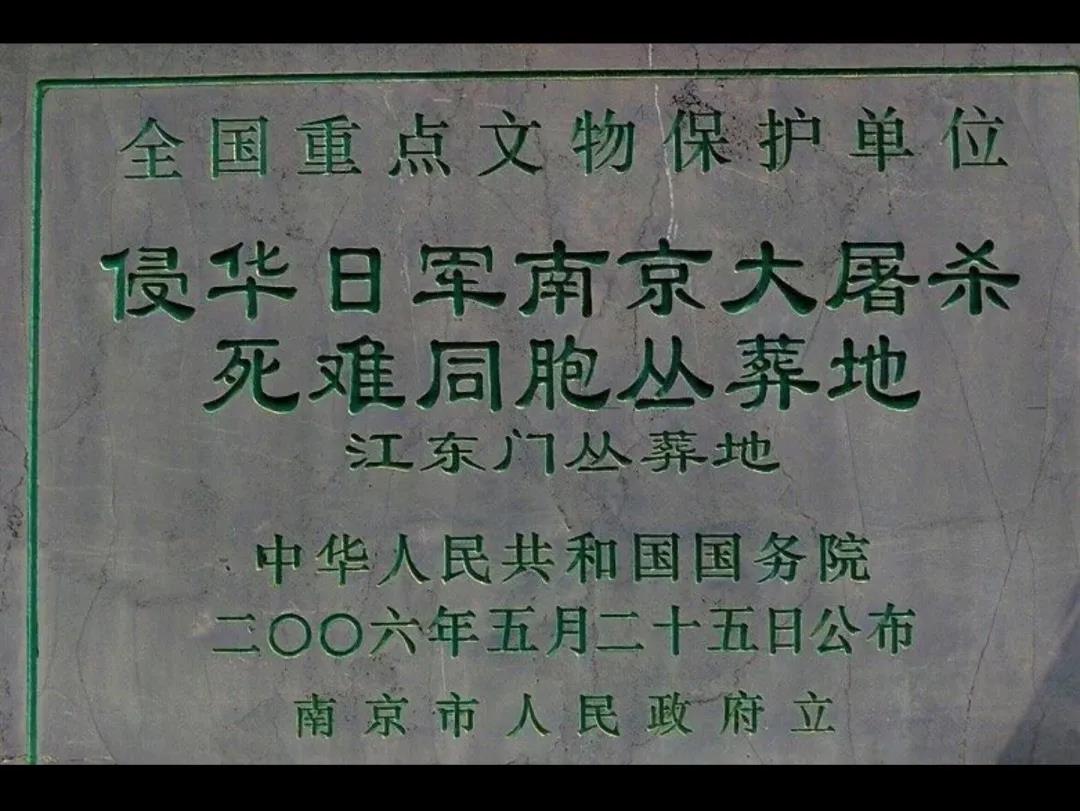 全国重点文物保护单位
侵华日军南京大屠杀
死难同胞丛葬地
江东门丛葬地
中华人民共和国国务院
二〇〇六年五月二十五日公布
南京市人民政府立